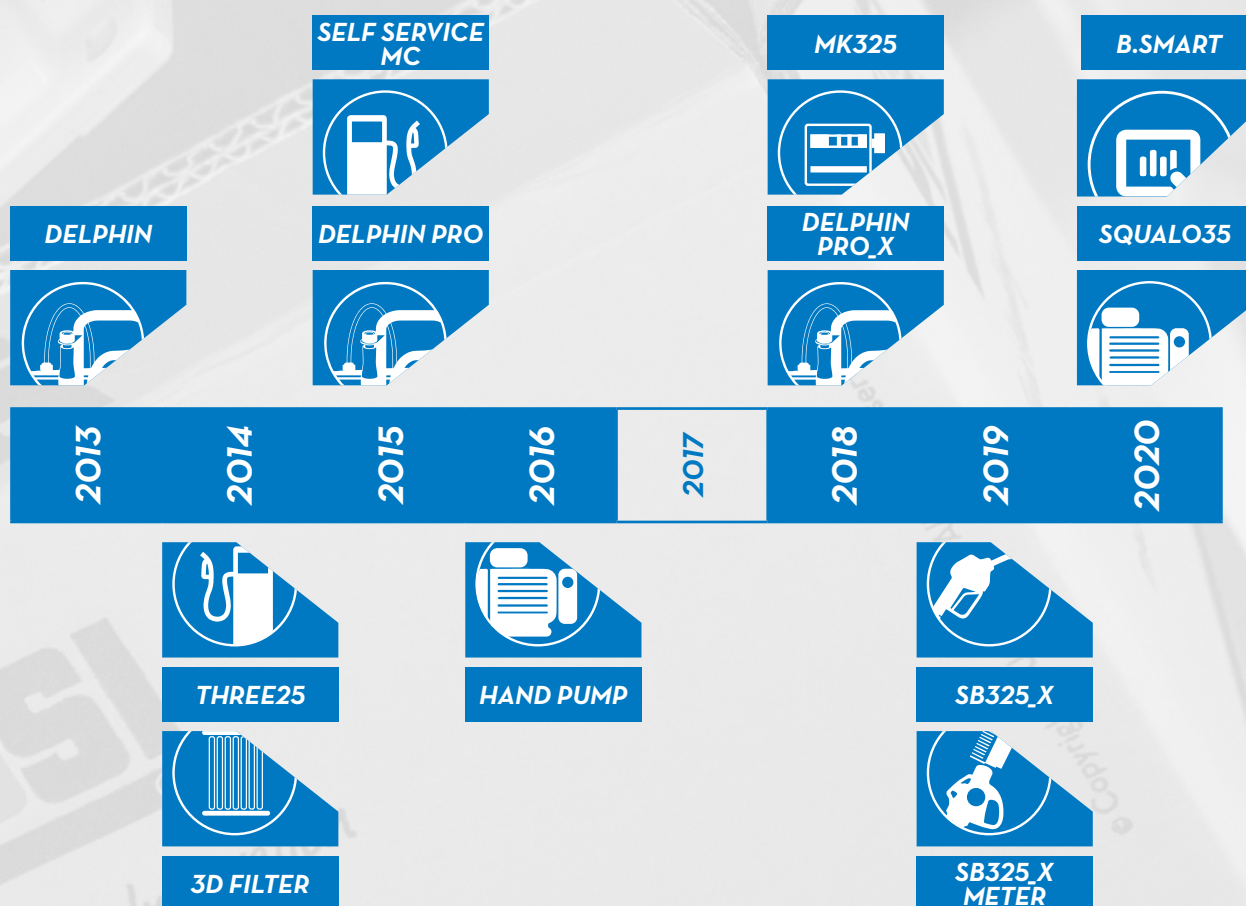 SELF SERVICE
MC
MK325
B.SMART
DELPHIN
DELPHIN PRO
DELPHIN
PRO_X
SQUALO35
2013
2014
2015
2016
2017
2018
2019
2020
THREE25
HAND PUMP
SB325_X
3D FILTER
SB325_X
METER